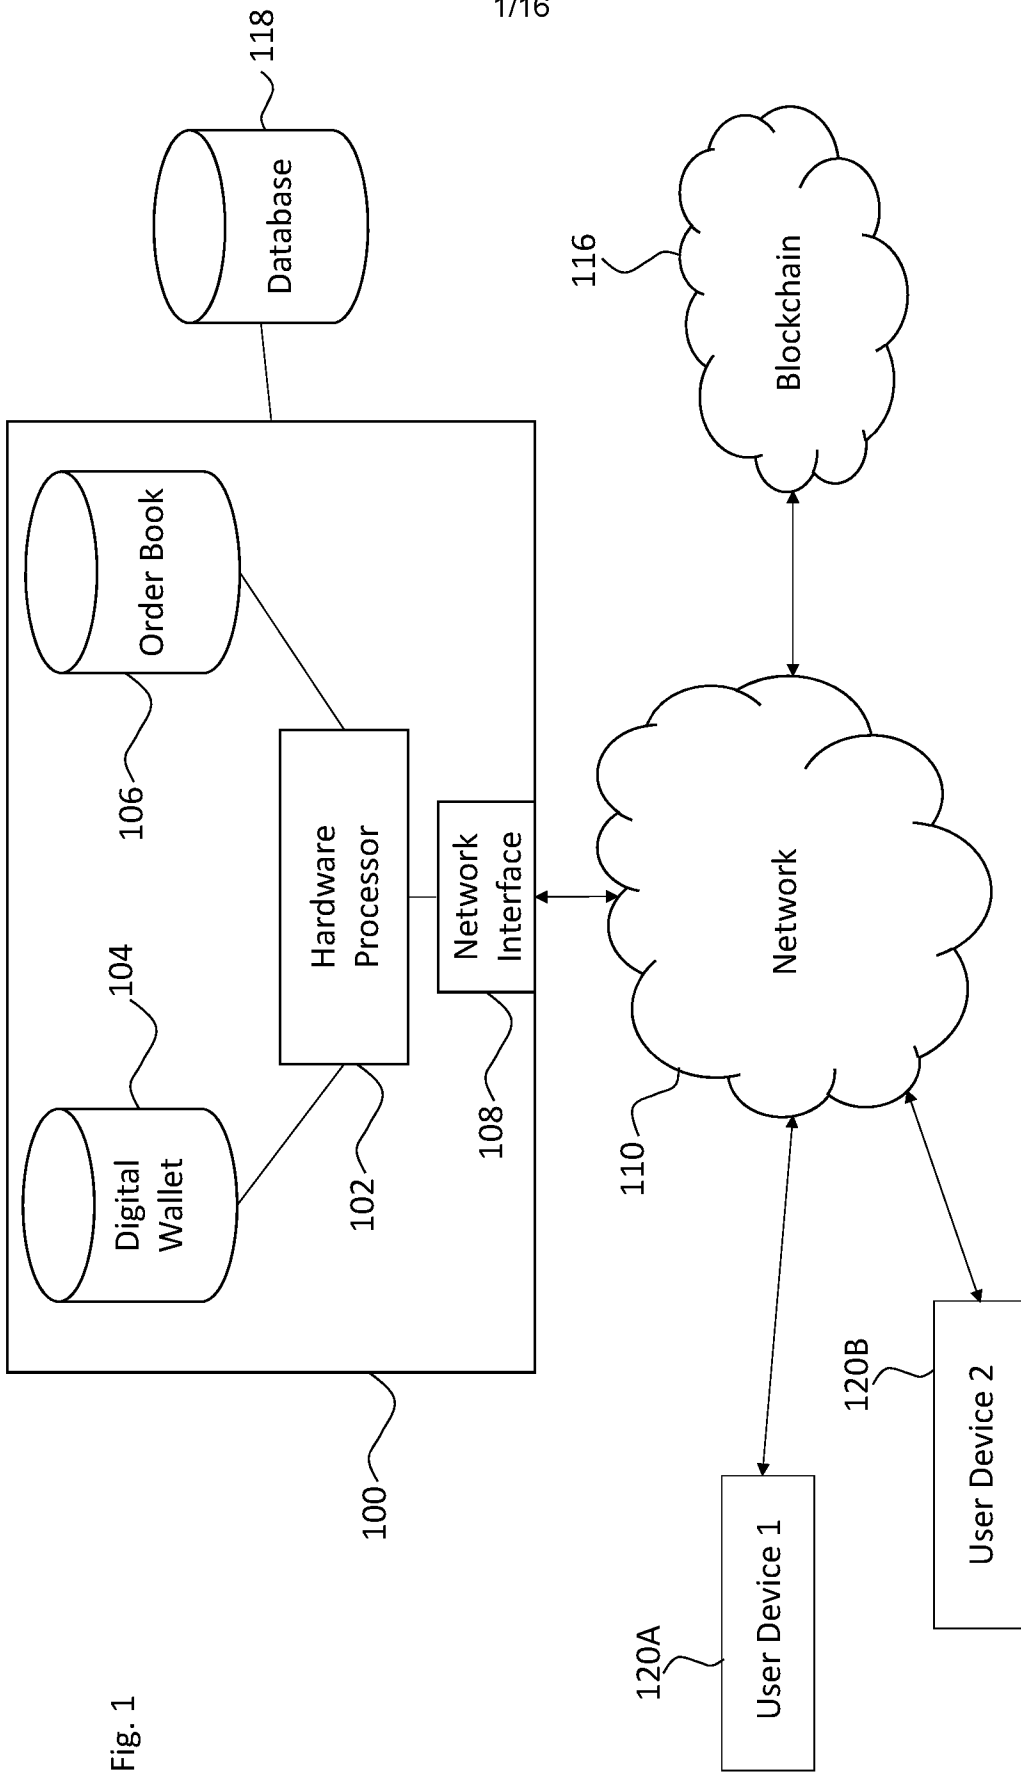 1/16
Fig. 1
100
Digital
Wallet
104
106
Order Book
118
Database
102
Hardware
Processor
108
Network
Interface
110
Network
116
Blockchain
120A
User Device 1
120B
User Device 2